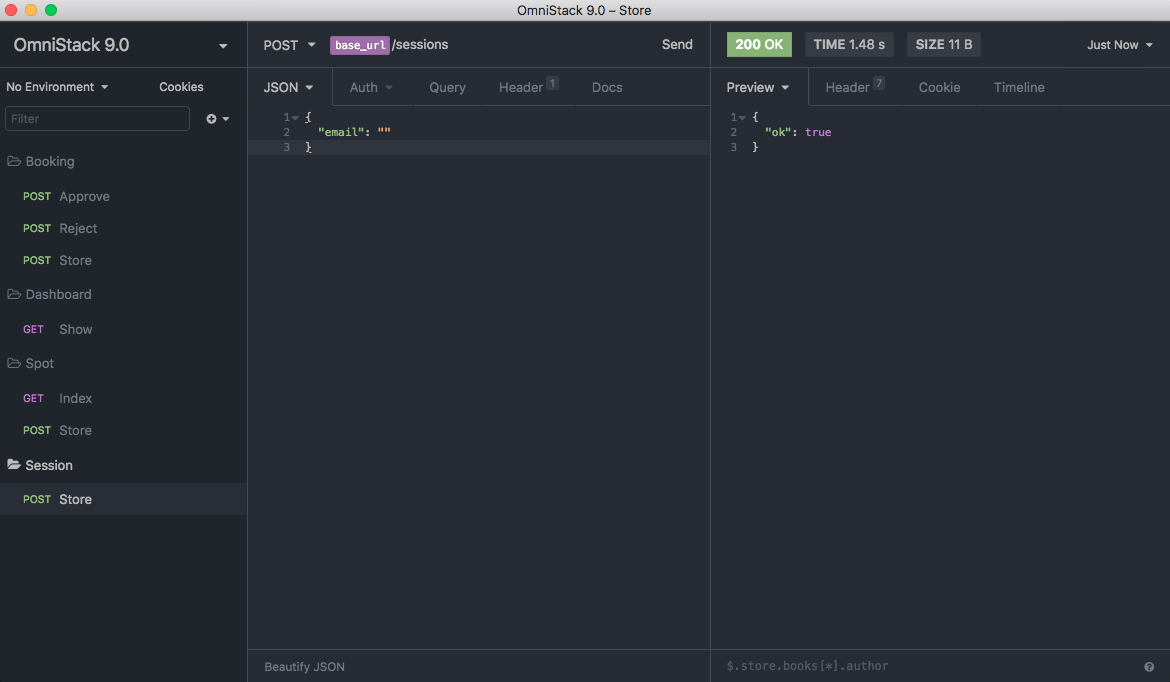 OmniStack 9.0 – Store
OmniStack 9.0
No Environment
Cookies
Filter
Booking
POST Approve
POST Reject
POST Store
Dashboard
GET Show
Spot
GET Index
POST Store
Session
POST Store
POST base_url/sessions Send
JSON Auth Query Header 1 Docs
1 {
2 "email": ""
3 }
Beautify JSON
200 OK TIME 1.48 s SIZE 11 B Just Now
Preview Header 7 Cookie Timeline
1 {
2 "ok": true
3 }
$.store.books[*].author